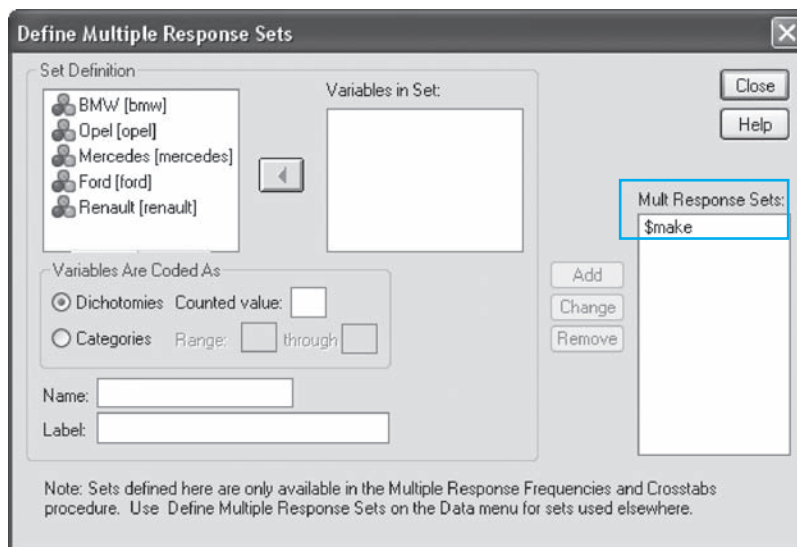 Define Multiple Response Sets
Set Definition
BMW [bmw]
Opel [opel]
Mercedes [mercedes]
Ford [ford]
Renault [renault]
Variables in Set:
Close
Help
Mult Response Sets:
$make
Variables Are Coded As
Dichotomies Counted value:
Categories Range: through
Add
Change
Remove
Name:
Label:
Note: Sets defined here are only available in the Multiple Response Frequencies and Crosstabs
procedure. Use Define Multiple Response Sets on the Data menu for sets used elsewhere.